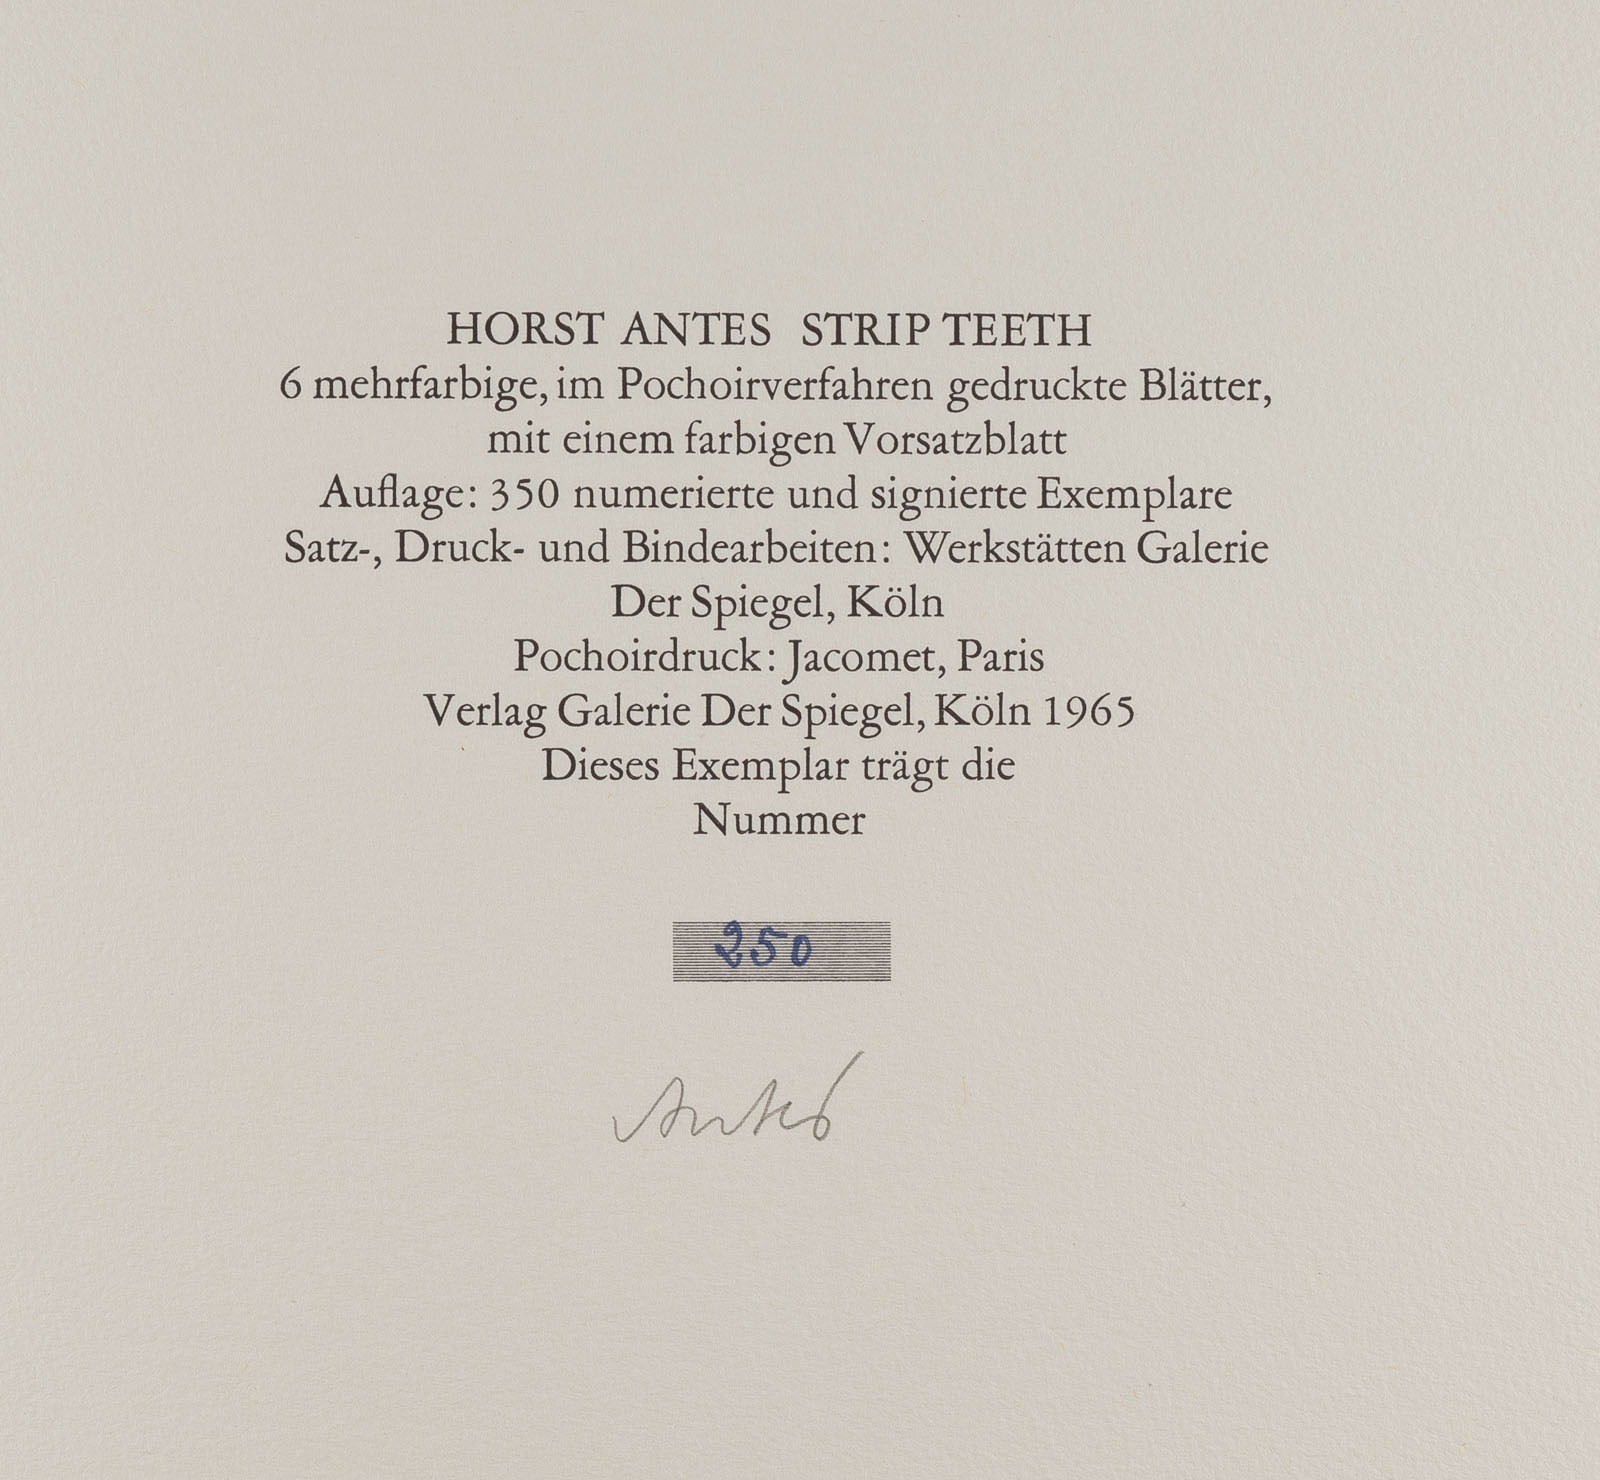 HORST ANTES STRIP TEETH
6 mehrfarbige, im Pochoirverfahren gedruckte Blätter,
mit einem farbigen Vorsatzblatt
Auflage: 350 numerierte und signierte Exemplare
Satz-, Druck- und Bindearbeiten: Werkstätten Galerie
Der Spiegel, Köln
Pochoirdruck: Jacomet, Paris
Verlag Galerie Der Spiegel, Köln 1965
Dieses Exemplar trägt die
Nummer
250
Antes